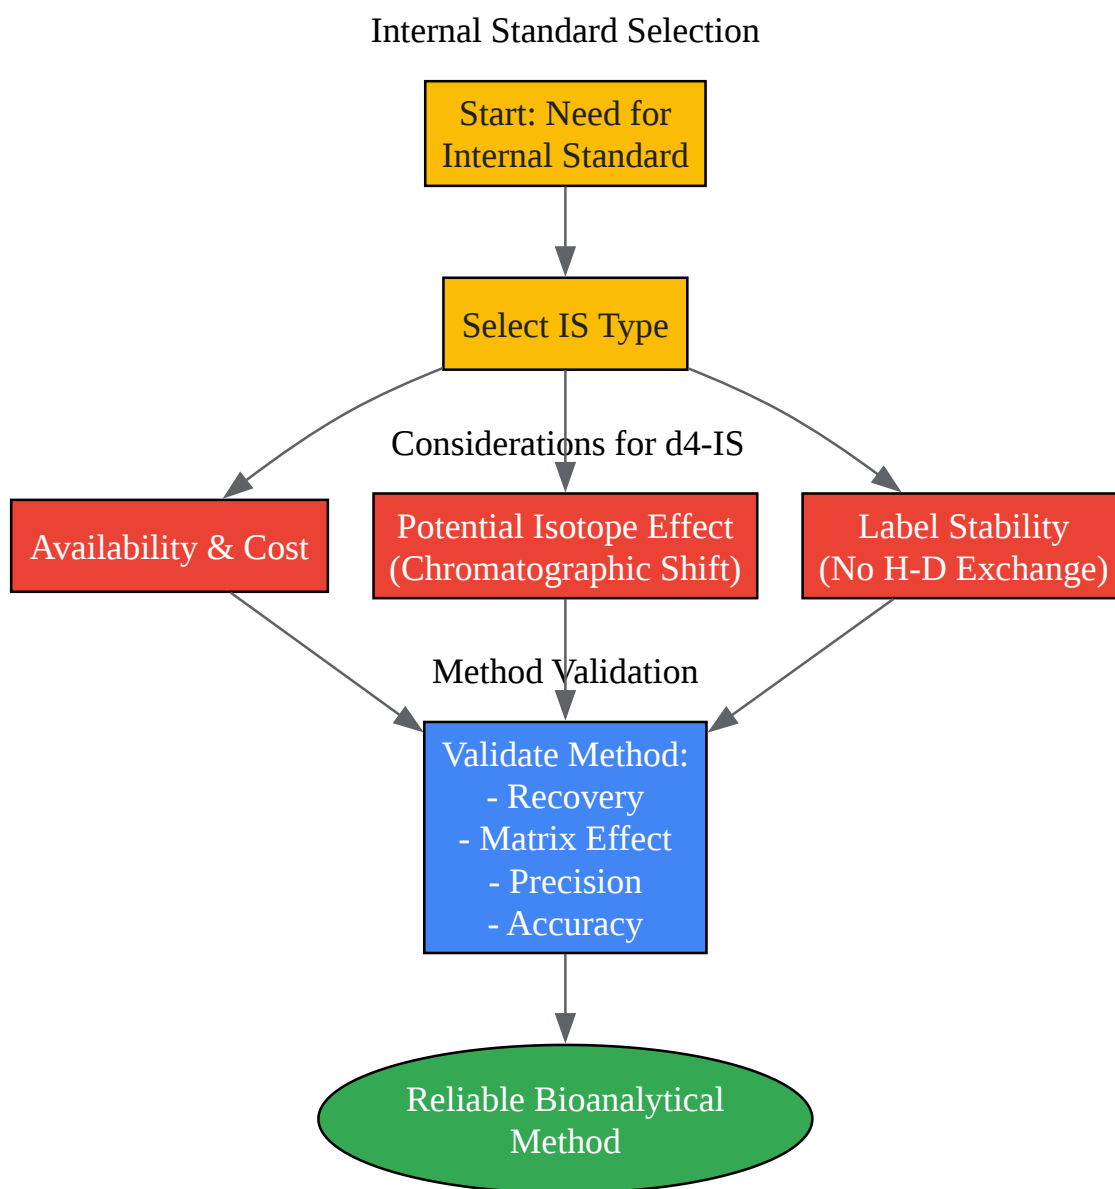 Internal Standard Selection
Start: Need for
Internal Standard
Select IS Type
Considerations for d4-IS
Availability & Cost
Potential Isotope Effect
(Chromatographic Shift)
Label Stability
(No H-D Exchange)
Method Validation
Validate Method:
- Recovery
- Matrix Effect
- Precision
- Accuracy
Reliable Bioanalytical
Method